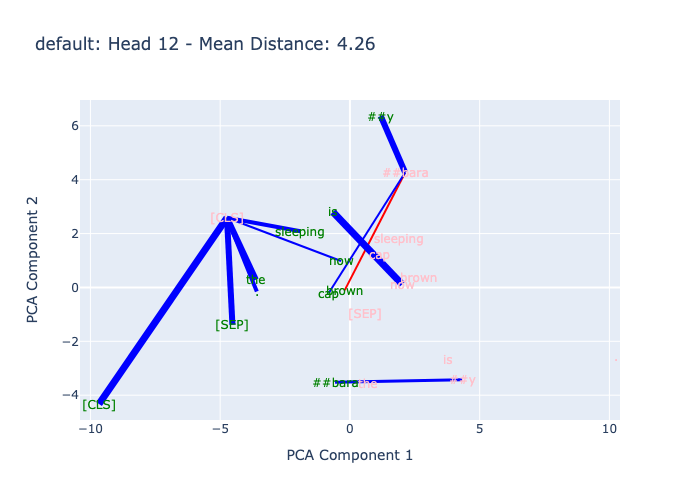 default: Head 12 - Mean Distance: 4.26
PCA Component 2
6
4
2
0
−2
−4
##y
##bara
is
[CLS]
sleeping
sleeping
now
cap
the
brown
now
.
cap
brown
[SEP]
[SEP]
is
.
##bara
the
##y
[CLS]
−10
−5
0
5
10
PCA Component 1